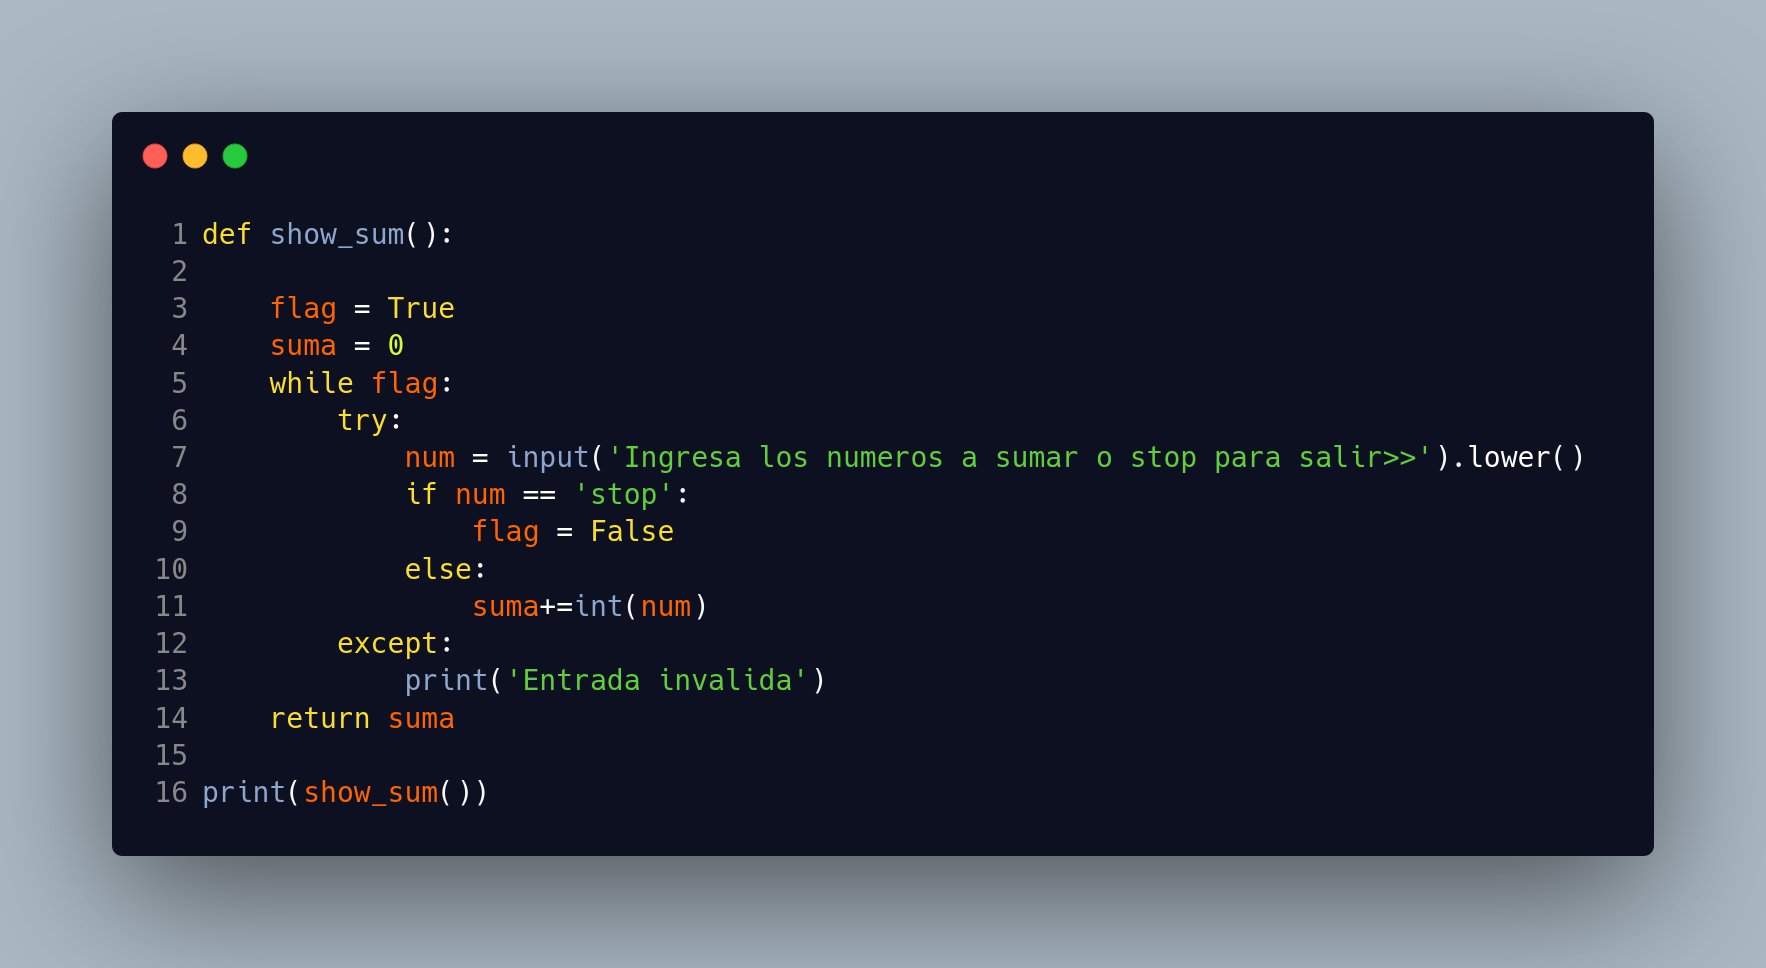 1 def show_sum():
2
3     flag = True
4     suma = 0
5     while flag:
6         try:
7             num = input('Ingresa los numeros a sumar o stop para salir>>').lower()
8             if num == 'stop':
9                 flag = False
10             else:
11                 suma+=int(num)
12         except:
13             print('Entrada invalida')
14     return suma
15
16 print(show_sum())